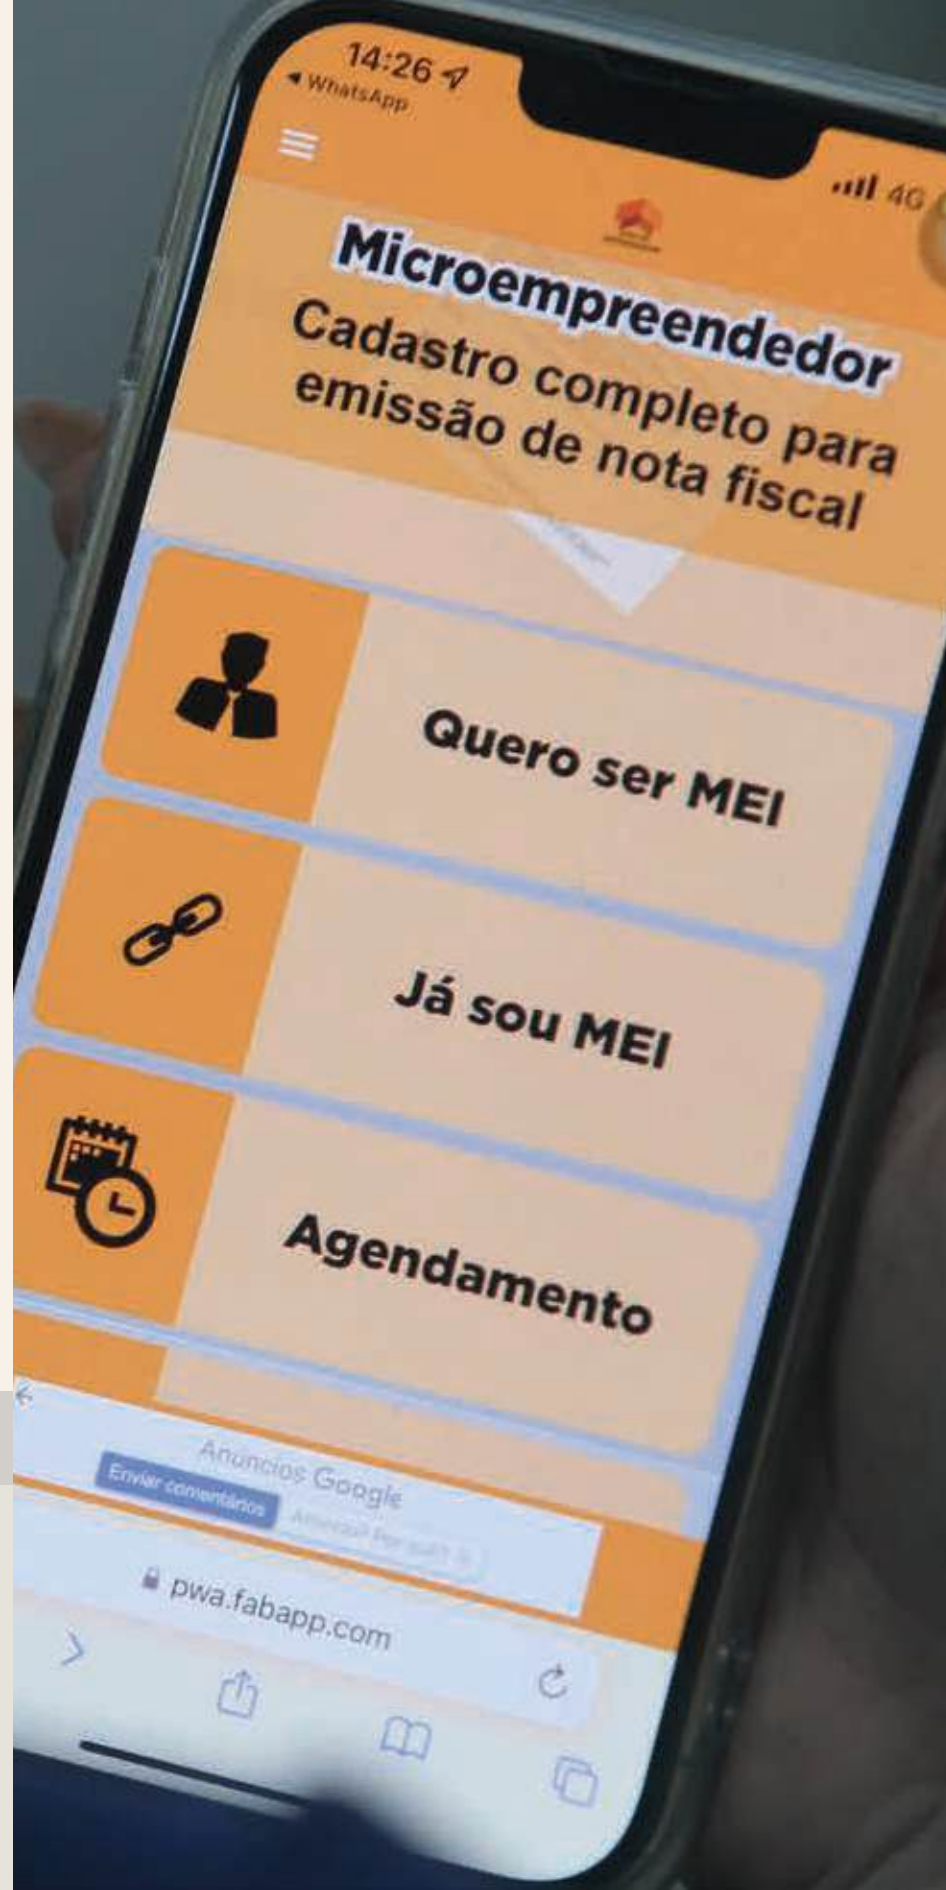 14:26
WhatsApp
4G
Microempreendedor
Cadastro completo para
emissão de nota fiscal
Quero ser MEI
Já sou MEI
Agendamento
Anúncios Google
Enviar comentários
pwa.fabapp.com